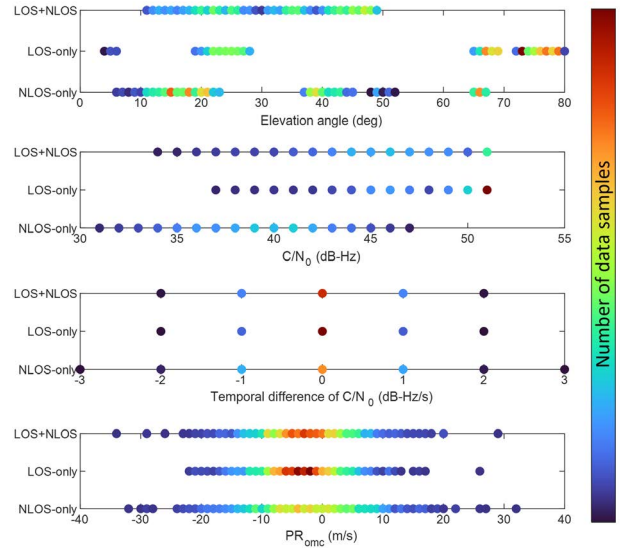 LOS+NLOS
LOS-only
NLOS-only
0 10 20 30 40 50 60 70 80
Elevation angle (deg)
LOS+NLOS
LOS-only
NLOS-only
30 35 40 45 50 55
C/N0 (dB-Hz)
LOS+NLOS
LOS-only
NLOS-only
-3 -2 -1 0 1 2 3
Temporal difference of C/N0 (dB-Hz/s)
LOS+NLOS
LOS-only
NLOS-only
-40 -30 -20 -10 0 10 20 30 40
PRomc (m/s)
Number of data samples